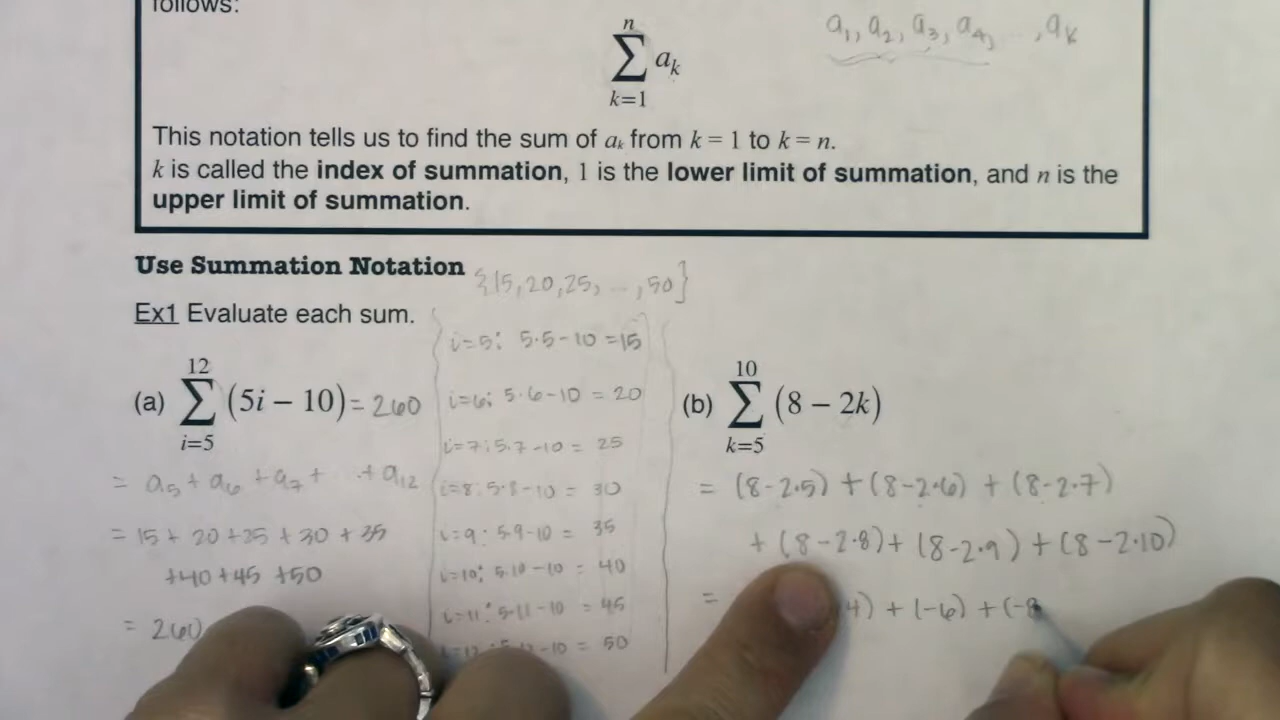 follows:
n
∑ aₖ
k=1
a₁, a₂, a₃, a₄, ..., aₖ
This notation tells us to find the sum of aₖ from k = 1 to k = n.
k is called the index of summation, 1 is the lower limit of summation, and n is the
upper limit of summation.
Use Summation Notation {15, 20, 25, ..., 50}
Ex1 Evaluate each sum.
12
(a) ∑ (5i − 10) = 260
i=5
= a₅ + a₆ + a₇ + . . + a₁₂
= 15 + 20 + 25 + 30 + 35
+40 + 45 + 50
= 260
i=5: 5·5-10 = 15
i=6: 5·6-10 = 20
i=7: 5·7-10 = 25
i=8: 5·8-10 = 30
i=9: 5·9-10 = 35
i=10: 5·10-10 = 40
i=11: 5·11-10 = 45
-10 = 50
10
(b) ∑ (8 − 2k)
k=5
= (8-2·5) + (8-2·6) + (8-2·7)
+ (8-2·8) + (8-2·9) + (8-2·10)
= 4) + (-6) + (-8